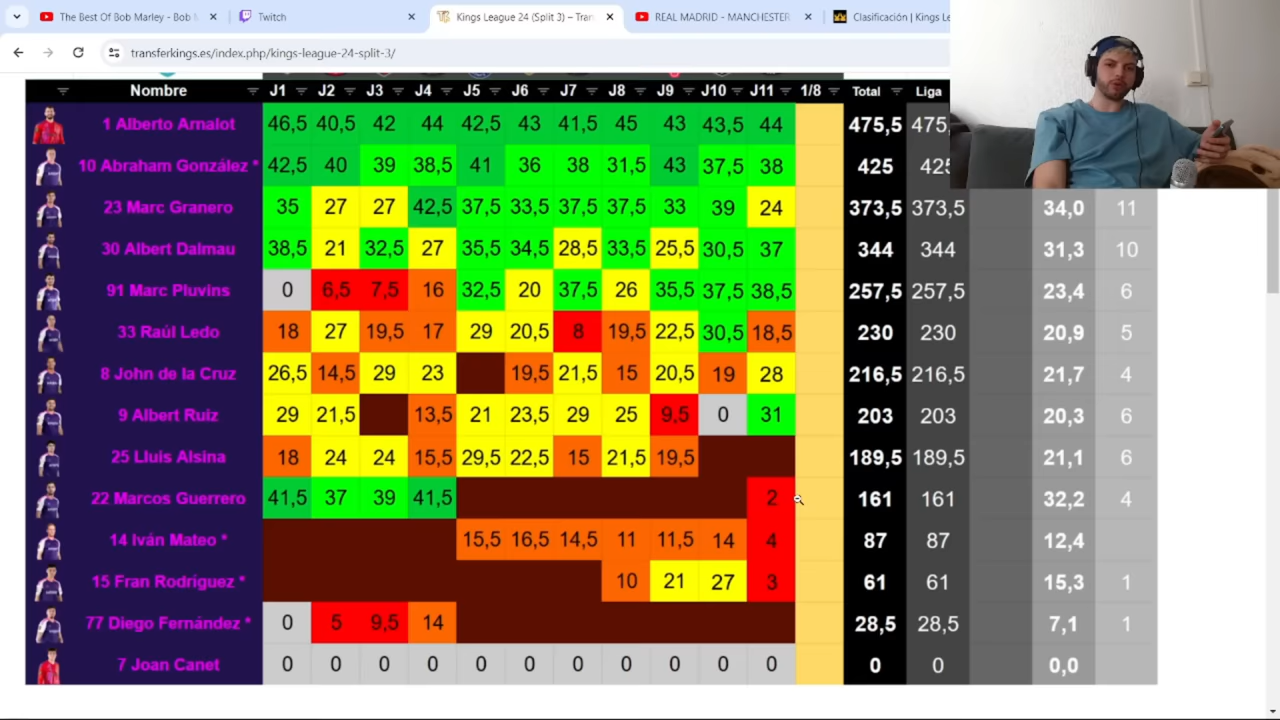 The Best Of Bob Marley - Bob M
Twitch
Kings League 24 (Split 3) – Tran
REAL MADRID - MANCHESTER
Clasificación | Kings Le
transferkings.es/index.php/kings-league-24-split-3/
Nombre J1 J2 J3 J4 J5 J6 J7 J8 J9 J10 J11 1/8 Total Liga
1 Alberto Arnalot 46,5 40,5 42 44 42,5 43 41,5 45 43 43,5 44 475,5 475,
10 Abraham González * 42,5 40 39 38,5 41 36 38 31,5 43 37,5 38 425 425
23 Marc Granero 35 27 27 42,5 37,5 33,5 37,5 37,5 33 39 24 373,5 373,5 34,0 11
30 Albert Dalmau 38,5 21 32,5 27 35,5 34,5 28,5 33,5 25,5 30,5 37 344 344 31,3 10
91 Marc Pluvins 0 6,5 7,5 16 32,5 20 37,5 26 35,5 37,5 38,5 257,5 257,5 23,4 6
33 Raúl Ledo 18 27 19,5 17 29 20,5 8 19,5 22,5 30,5 18,5 230 230 20,9 5
8 John de la Cruz 26,5 14,5 29 23 19,5 21,5 15 20,5 19 28 216,5 216,5 21,7 4
9 Albert Ruiz 29 21,5 13,5 21 23,5 29 25 9,5 0 31 203 203 20,3 6
25 Lluis Alsina 18 24 24 15,5 29,5 22,5 15 21,5 19,5 189,5 189,5 21,1 6
22 Marcos Guerrero 41,5 37 39 41,5 2 161 161 32,2 4
14 Iván Mateo * 15,5 16,5 14,5 11 11,5 14 4 87 87 12,4
15 Fran Rodríguez * 10 21 27 3 61 61 15,3 1
77 Diego Fernández * 0 5 9,5 14 28,5 28,5 7,1 1
7 Joan Canet 0 0 0 0 0 0 0 0 0 0 0 0 0 0,0